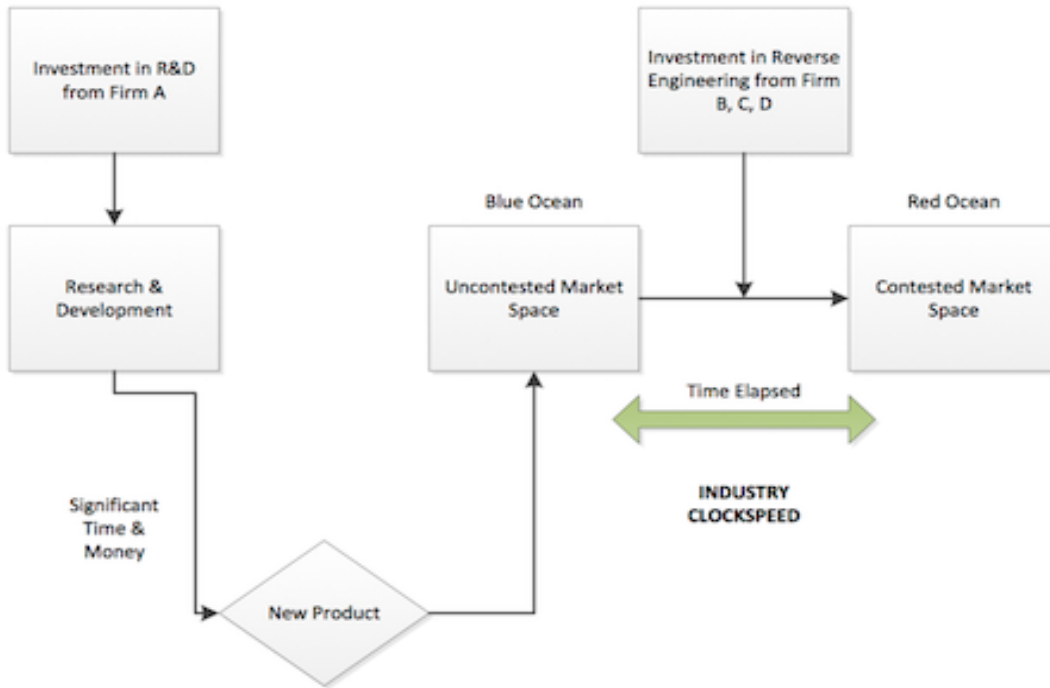 Investment in R&D
from Firm A
Investment in Reverse
Engineering from Firm
B, C, D
Blue Ocean
Red Ocean
Research &
Development
Uncontested Market
Space
Contested Market
Space
Time Elapsed
INDUSTRY
CLOCKSPEED
Significant
Time &
Money
New Product